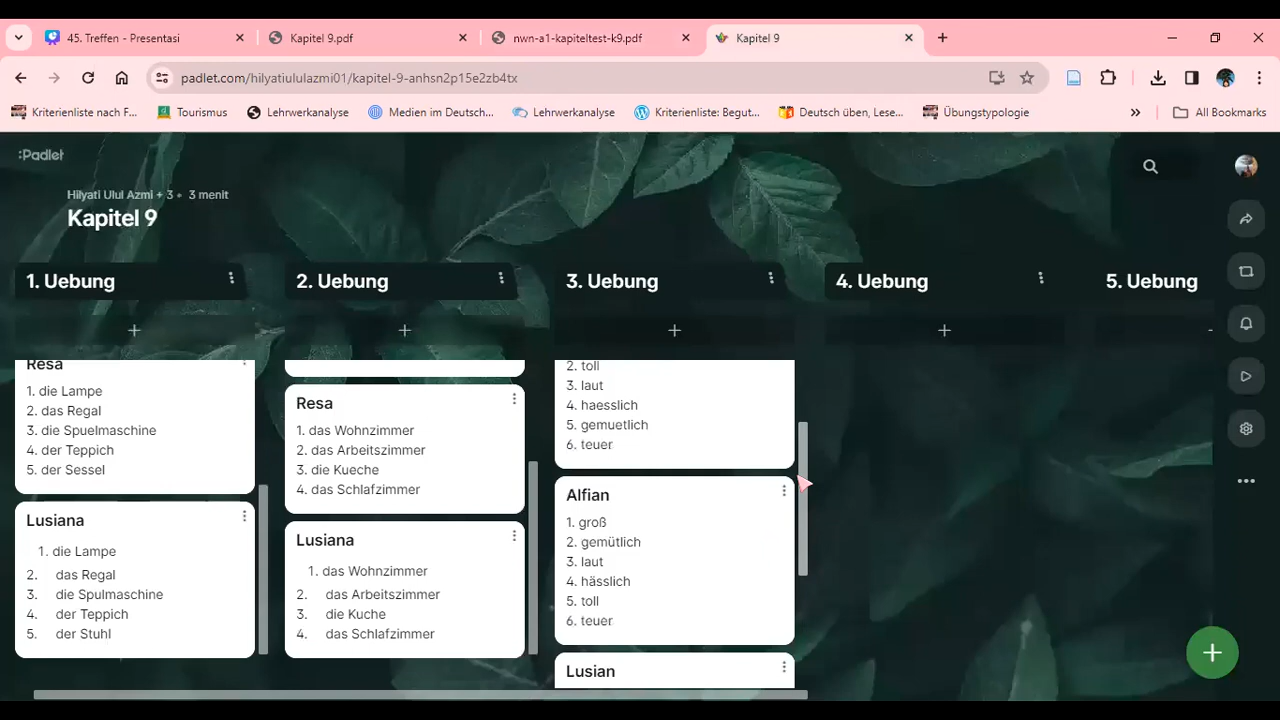 45. Treffen - Presentasi
Kapitel 9.pdf
nwn-a1-kapiteltest-k9.pdf
Kapitel 9
padlet.com/hilyatiululazmi01/kapitel-9-anhsn2p15e2zb4tx
Kriterienliste nach F...
Tourismus
Lehrwerkanalyse
Medien im Deutsch...
Lehrwerkanalyse
Kriterienliste: Begut...
Deutsch üben, Lese...
Übungstypologie
All Bookmarks
:Padlet
Hilyati Ulul Azmi + 3 • 3 menit
Kapitel 9
1. Uebung
2. Uebung
3. Uebung
4. Uebung
5. Uebung
Resa
1. die Lampe
2. das Regal
3. die Spuelmaschine
4. der Teppich
5. der Sessel
Lusiana
1. die Lampe
2. das Regal
3. die Spulmaschine
4. der Teppich
5. der Stuhl
Resa
1. das Wohnzimmer
2. das Arbeitszimmer
3. die Kueche
4. das Schlafzimmer
Lusiana
1. das Wohnzimmer
2. das Arbeitszimmer
3. die Kuche
4. das Schlafzimmer
2. toll
3. laut
4. haesslich
5. gemuetlich
6. teuer
Alfian
1. groß
2. gemütlich
3. laut
4. hässlich
5. toll
6. teuer
Lusian